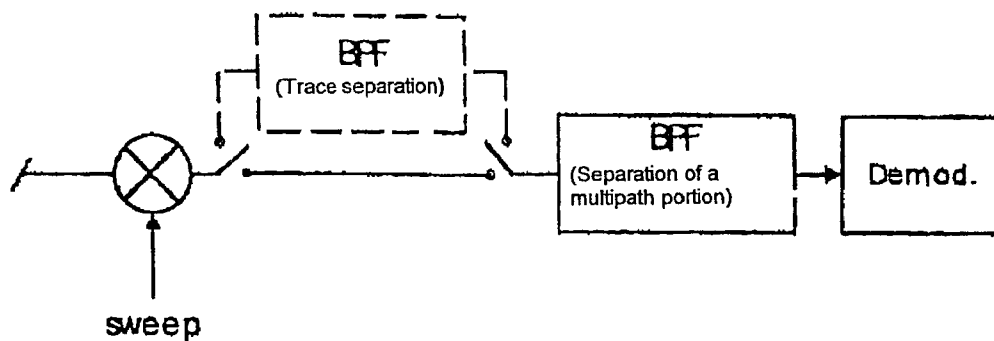 BPF
(Trace separation)
BPF
(Separation of a
multipath portion)
Demod.
sweep